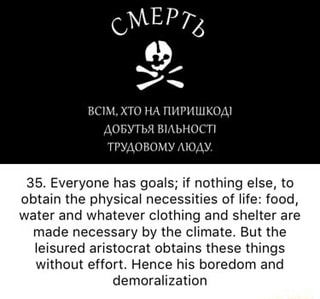 СМЕРТЬ
ВСІМ, ХТО НА ПИРИШКОДІ
ДОБУТЬЯ ВІЛЬНОСТІ
ТРУДОВОМУ ЛЮДУ.
35. Everyone has goals; if nothing else, to
obtain the physical necessities of life: food,
water and whatever clothing and shelter are
made necessary by the climate. But the
leisured aristocrat obtains these things
without effort. Hence his boredom and
demoralization